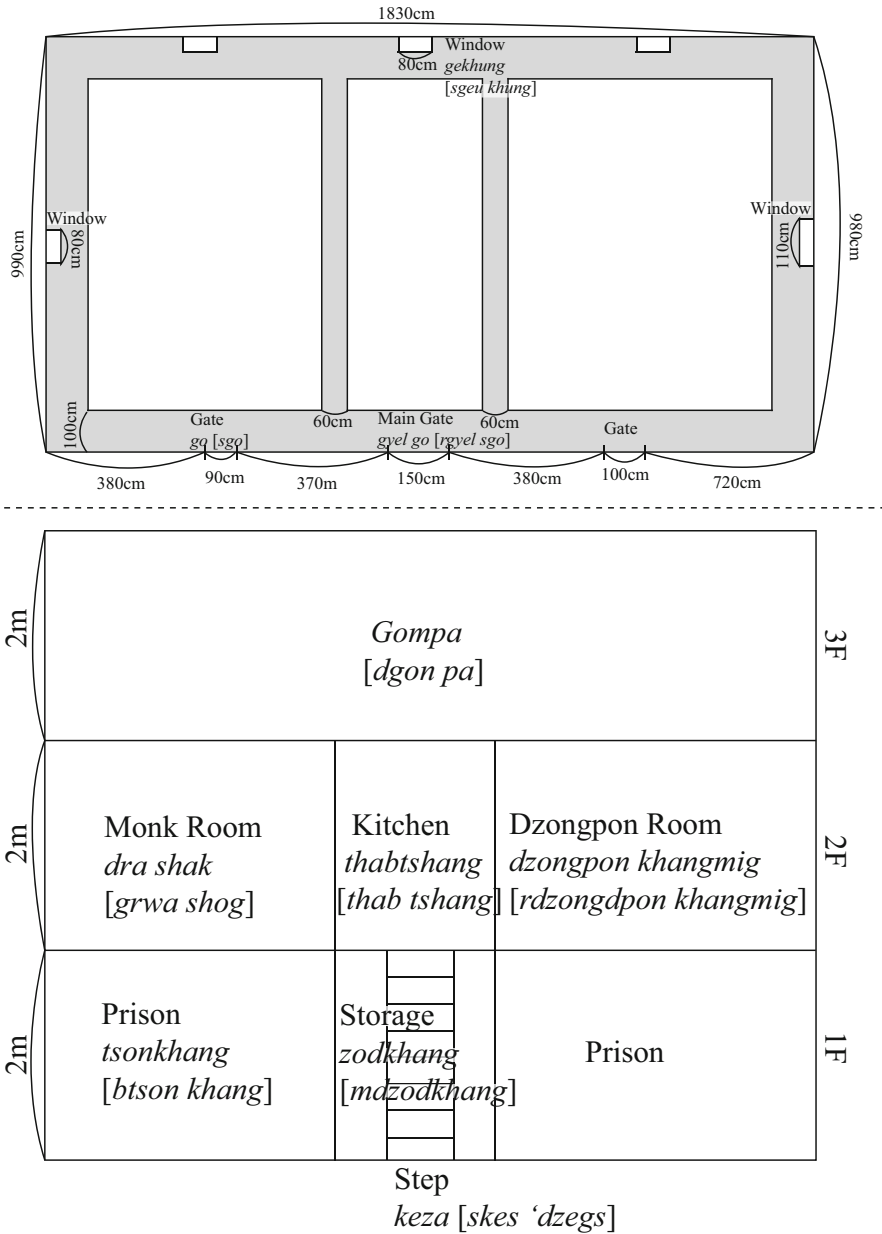 1830cm
Window
80cm
gekhung
[sgeu khung]
Window
80cm
990cm
Window
110cm
980cm
100cm
Gate
go [sgo]
60cm
Main Gate
gyel go [rgyel sgo]
60cm
Gate
380cm
90cm
370m
150cm
380cm
100cm
720cm
2m
Gompa
[dgon pa]
3F
2m
Monk Room
dra shak
[grwa shog]
Kitchen
thabtshang
[thab tshang]
Dzongpon Room
dzongpon khangmig
[rdzongdpon khangmig]
2F
2m
Prison
tsonkhang
[btson khang]
Storage
zodkhang
[mdzodkhang]
Prison
1F
Step
keza [skes ‘dzegs]